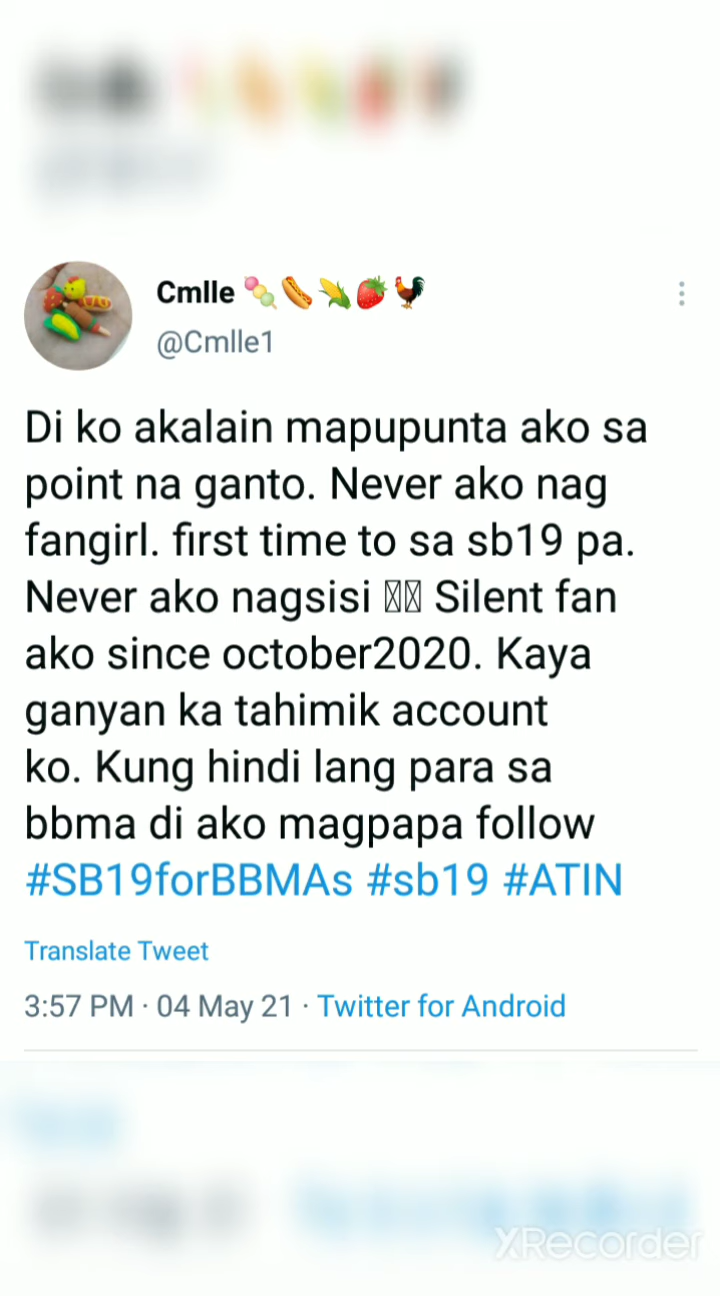 Cmlle 🍡🌭🌽🍓🐓
@Cmlle1
Di ko akalain mapupunta ako sa
point na ganto. Never ako nag
fangirl. first time to sa sb19 pa.
Never ako nagsisi Silent fan
ako since october2020. Kaya
ganyan ka tahimik account
ko. Kung hindi lang para sa
bbma di ako magpapa follow
#SB19forBBMAs #sb19 #ATIN
Translate Tweet
3:57 PM · 04 May 21 · Twitter for Android
XRecorder